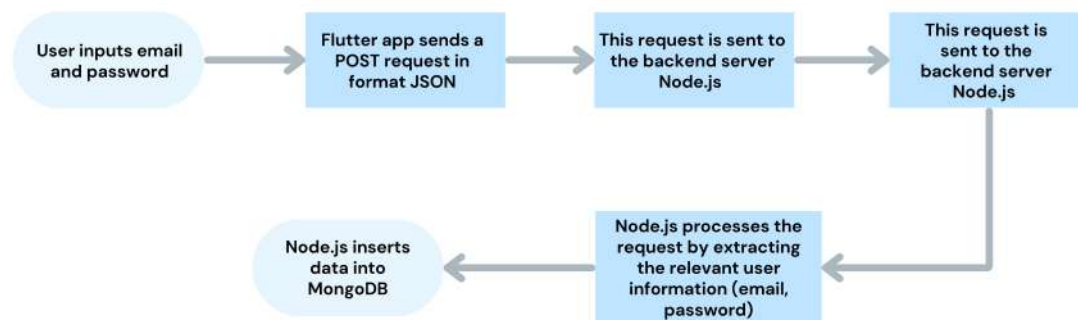 User inputs email
and password
Flutter app sends a
POST request in
format JSON
This request is sent to
the backend server
Node.js
This request is
sent to the
backend server
Node.js
Node.js processes the
request by extracting
the relevant user
information (email,
password)
Node.js inserts
data into
MongoDB